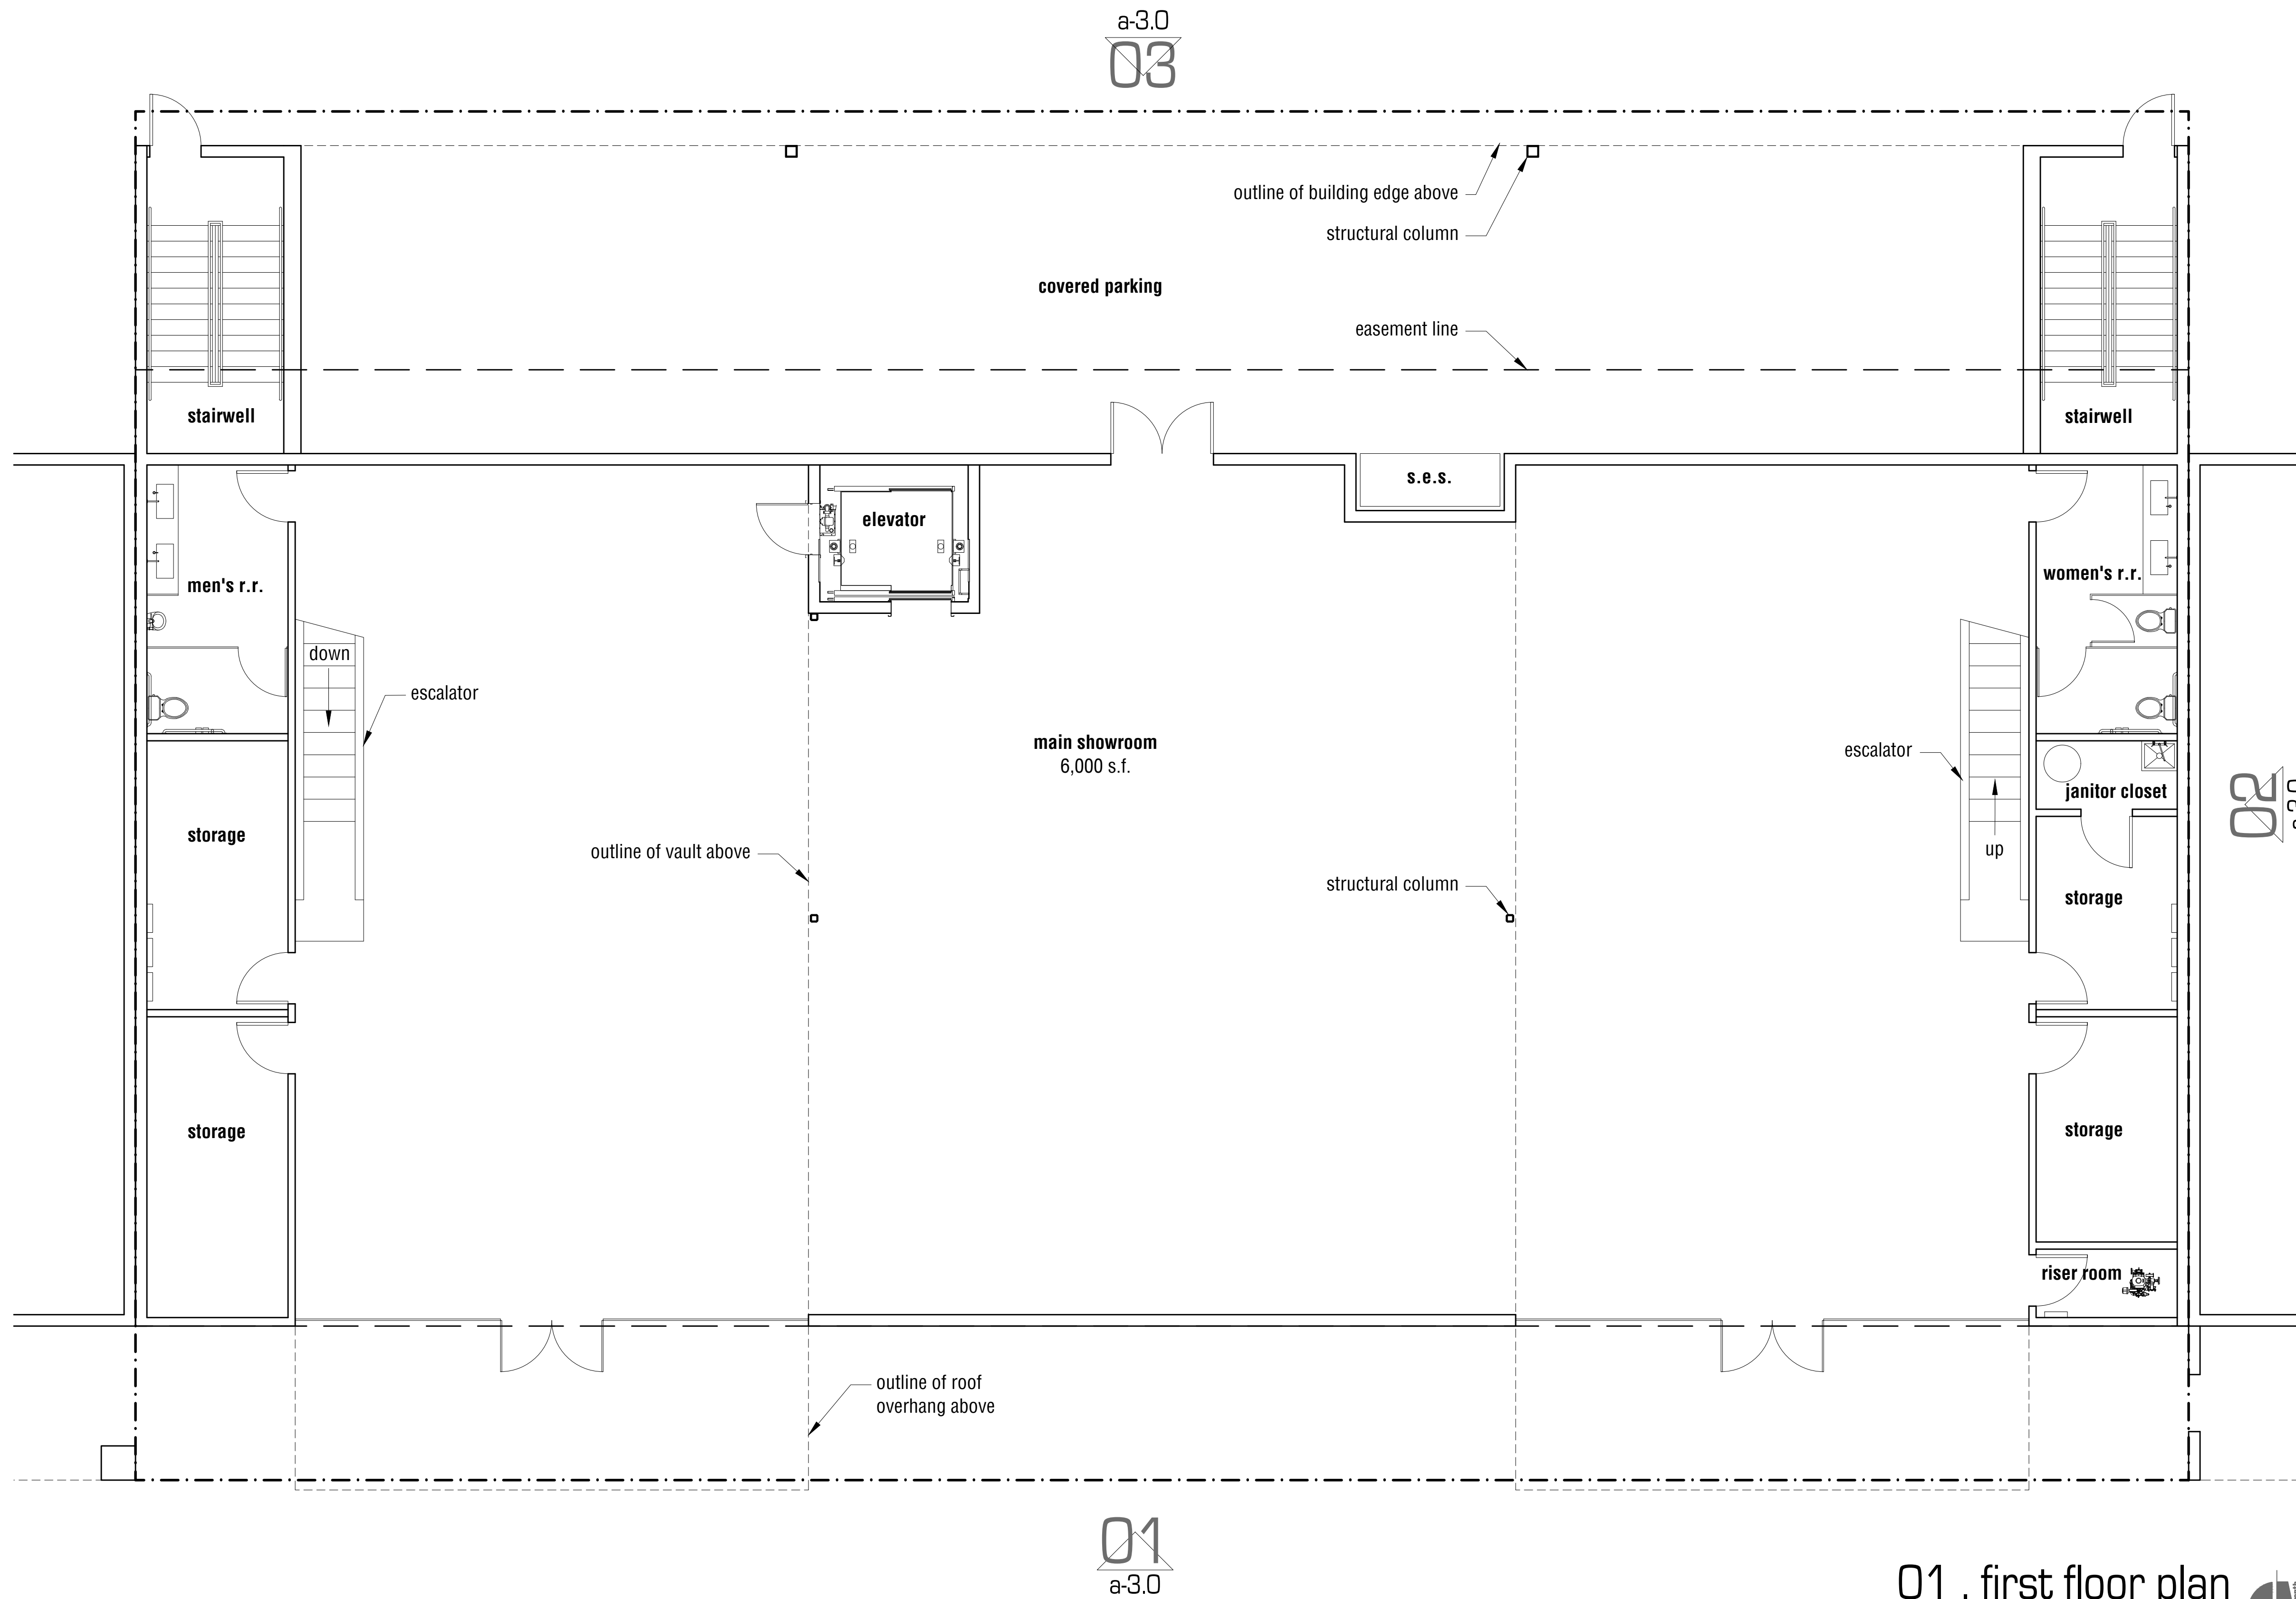 a-3.0
03
outline of building edge above
structural column
covered parking
easement line
stairwell
stairwell
s.e.s.
elevator
men's r.r.
women's r.r.
down
escalator
main showroom
6,000 s.f.
escalator
janitor closet
02
storage
outline of vault above
up
structural column
storage
storage
storage
riser room
outline of roof
overhang above
01
a-3.0
01 . first floor plan